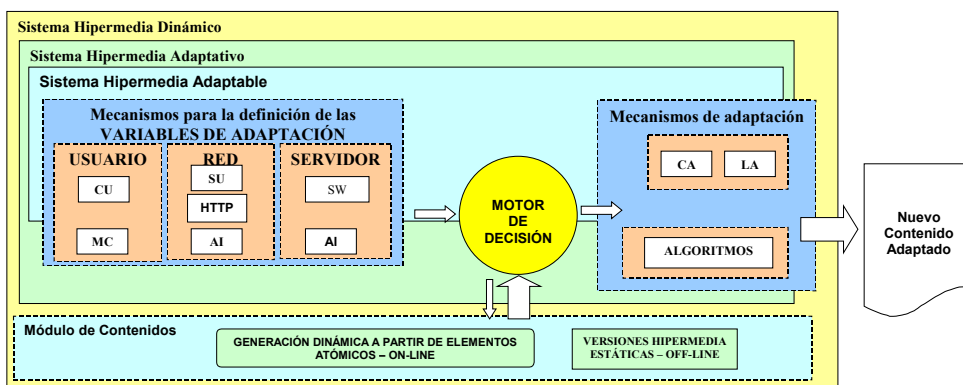 Sistema Hipermedia Dinámico
Sistema Hipermedia Adaptativo
Sistema Hipermedia Adaptable
Mecanismos para la definición de las
VARIABLES DE ADAPTACIÓN
USUARIO
CU
MC
RED
SU
HTTP
AI
SERVIDOR
SW
AI
MOTOR
DE
DECISIÓN
Mecanismos de adaptación
CA
LA
ALGORITMOS
Nuevo
Contenido
Adaptado
Módulo de Contenidos
GENERACIÓN DINÁMICA A PARTIR DE ELEMENTOS
ATÓMICOS – ON-LINE
VERSIONES HIPERMEDIA
ESTÁTICAS – OFF-LINE